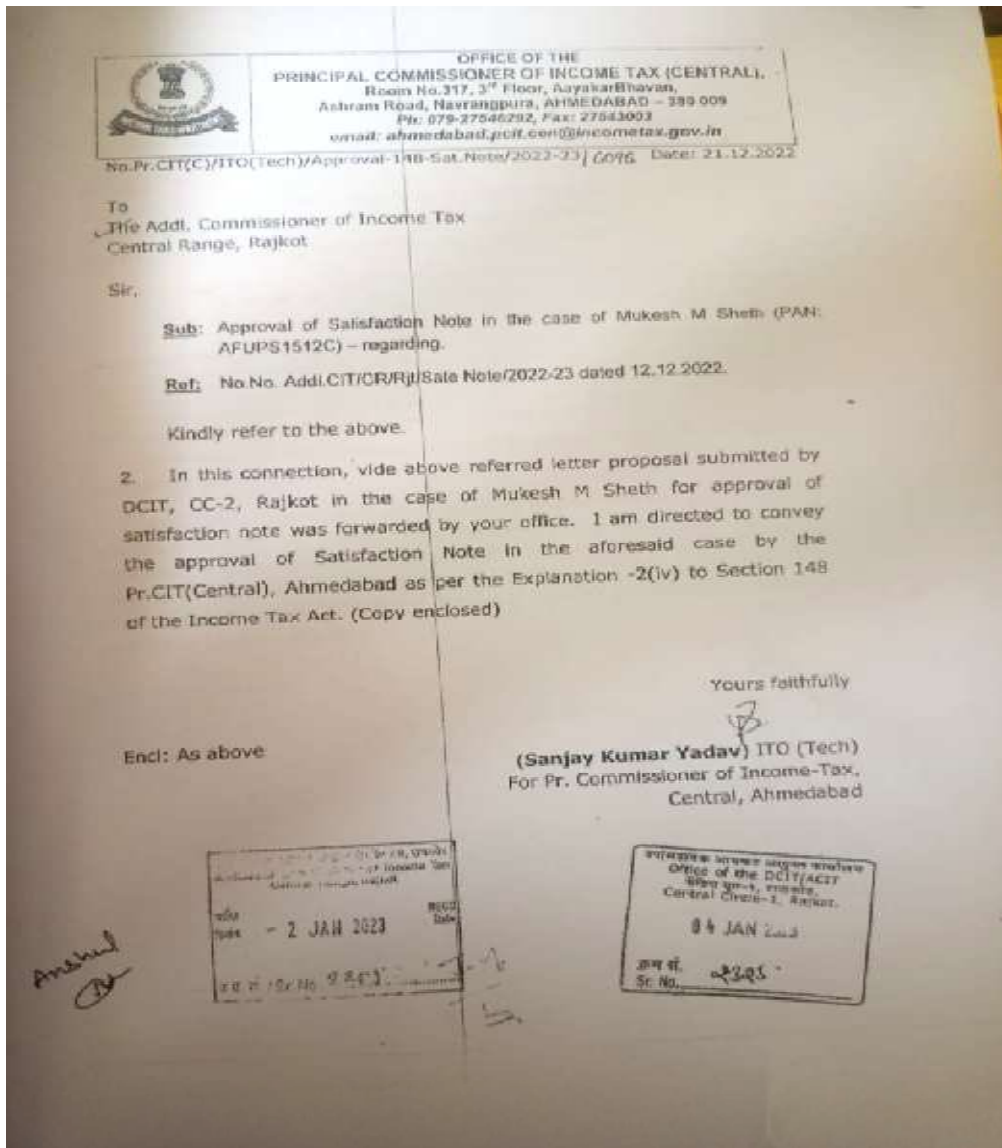 OFFICE OF THE
PRINCIPAL COMMISSIONER OF INCOME TAX (CENTRAL),
Room No.317, 3rd Floor, AayakarBhavan,
Ashram Road, Navrangpura, AHMEDABAD – 380 009
Ph: 079-27546292, Fax: 27543003
email: ahmedabad.pcit.cen@incometax.gov.in
No.Pr.CIT(C)/ITO(Tech)/Approval-148-Sat.Note/2022-23/6096 Date: 21.12.2022
To
The Addl. Commissioner of Income Tax
Central Range, Rajkot
Sir,
Sub: Approval of Satisfaction Note in the case of Mukesh M Sheth (PAN:
AFUPS1512C) – regarding.
Ref: No.No. Addl.CIT/CR/Rjt/Sate Note/2022-23 dated 12.12.2022.
Kindly refer to the above.
2. In this connection, vide above referred letter proposal submitted by
DCIT, CC-2, Rajkot in the case of Mukesh M Sheth for approval of
satisfaction note was forwarded by your office. I am directed to convey
the approval of Satisfaction Note in the aforesaid case by the
Pr.CIT(Central), Ahmedabad as per the Explanation -2(iv) to Section 148
of the Income Tax Act. (Copy enclosed)
Yours faithfully
Encl: As above
(Sanjay Kumar Yadav) ITO (Tech)
For Pr. Commissioner of Income-Tax,
Central, Ahmedabad
of Income Tax
- 2 JAN 2023
Sr No
Office of the DCIT/ACIT
Rajkot.
04 JAN
क्रम सं.
Sr. No.
Anshul